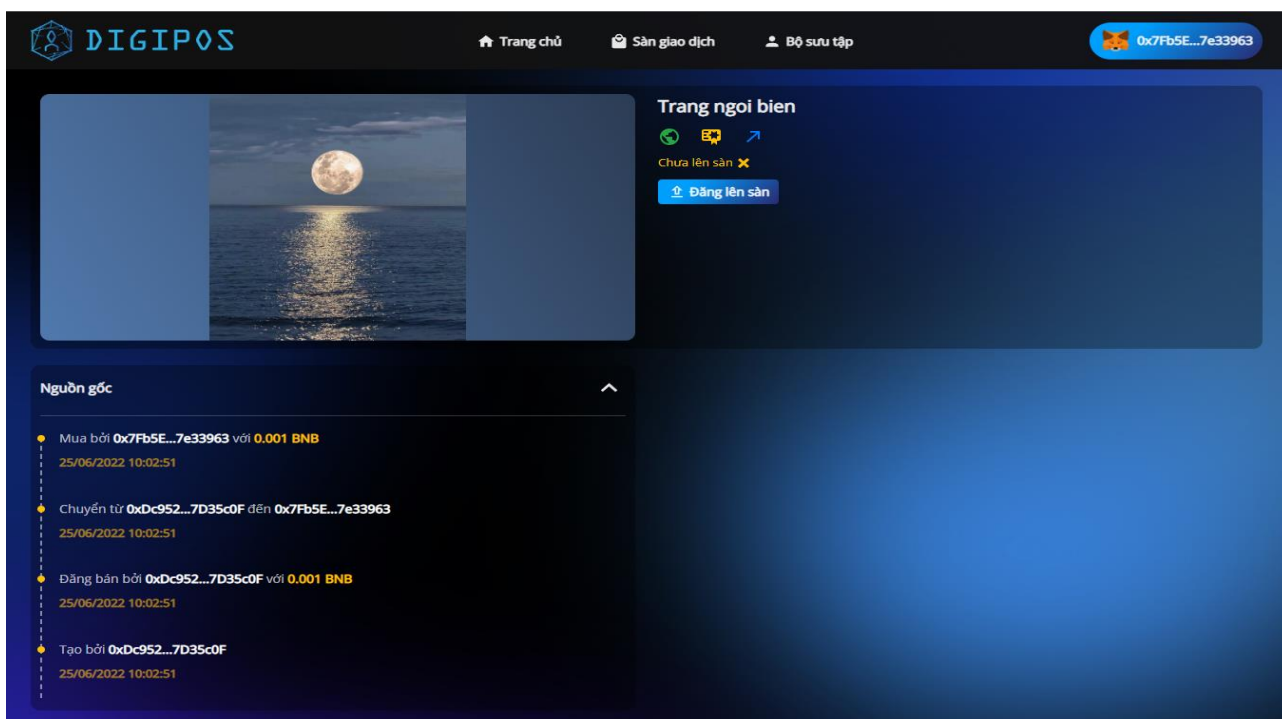 DIGIPOS
Trang chủ
Sàn giao dịch
Bộ sưu tập
0x7Fb5E...7e33963
Trang ngoi bien
Chưa lên sàn
Đăng lên sàn
Nguồn gốc
Mua bởi 0x7Fb5E...7e33963 với 0.001 BNB
25/06/2022 10:02:51
Chuyển từ 0xDc952...7D35c0F đến 0x7Fb5E...7e33963
25/06/2022 10:02:51
Đăng bán bởi 0xDc952...7D35c0F với 0.001 BNB
25/06/2022 10:02:51
Tạo bởi 0xDc952...7D35c0F
25/06/2022 10:02:51